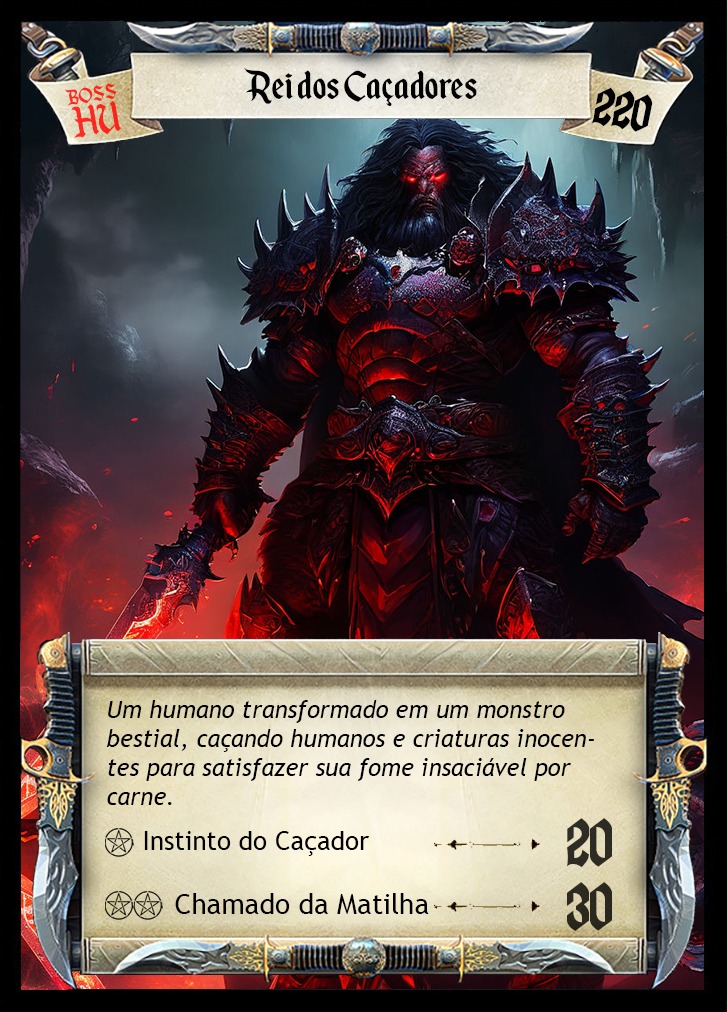 BOSS
HU
Rei dos Caçadores
220
Um humano transformado em um monstro
bestial, caçando humanos e criaturas inocen-
tes para satisfazer sua fome insaciável por
carne.
Instinto do Caçador 20
Chamado da Matilha 30